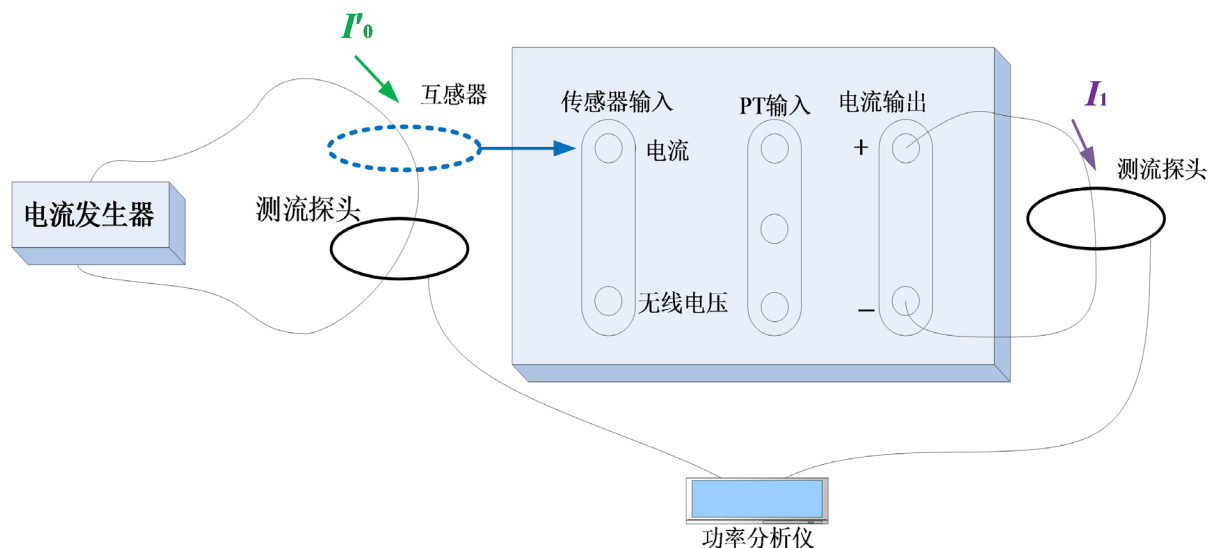 I'0
互感器
传感器输入
PT输入
电流输出
I1
电流
+
测流探头
电流发生器
测流探头
无线电压
−
功率分析仪